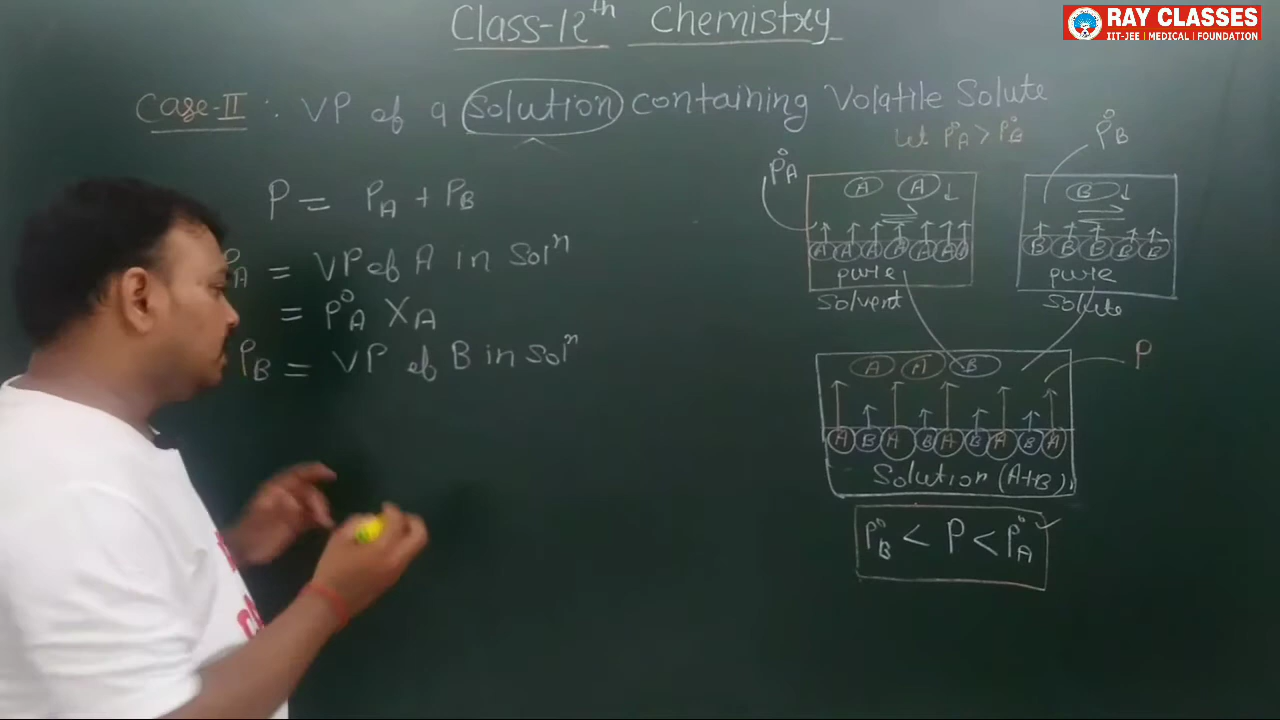 Class-12th Chemistry
RAY CLASSES
IIT-JEE | MEDICAL | FOUNDATION
Case-II : VP of a solution containing Volatile Solute
Let P°A > P°B
P = PA + PB
PA = VP of A in Solⁿ
= P°A XA
PB = VP of B in Solⁿ
P°A
A A ↓
A A A A A A A
pure
Solvent
P°B
B ↓
B B B B B
pure
Solute
P
A A B
A B A B A B A B A
Solution (A+B)
P°B < P < P°A ✓